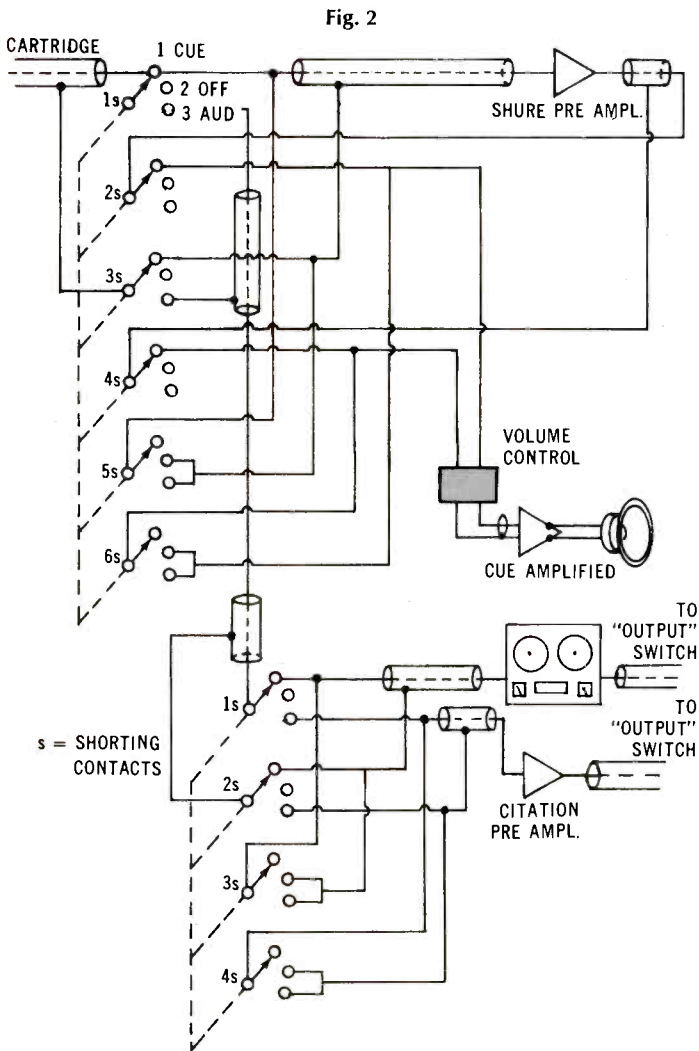 Fig. 2
CARTRIDGE
1 CUE
2 OFF
3 AUD
1s
SHURE PRE AMPL.
2s
3s
4s
5s
6s
VOLUME
CONTROL
CUE AMPLIFIED
TO
"OUTPUT"
SWITCH
1s
TO
"OUTPUT"
SWITCH
s = SHORTING
CONTACTS
2s
CITATION
PRE AMPL.
3s
4s